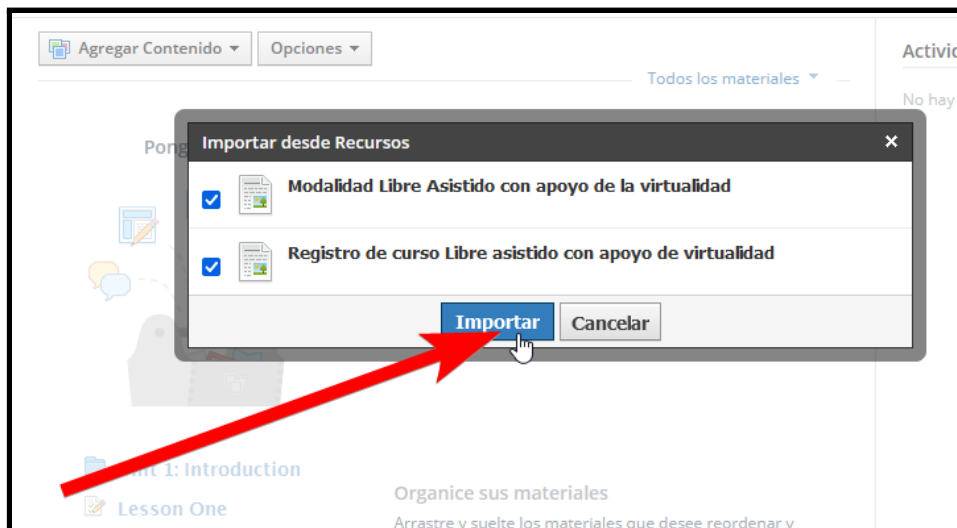 Agregar Contenido
Opciones
Activid
Todos los materiales
No hay
Pong
Importar desde Recursos
Modalidad Libre Asistido con apoyo de la virtualidad
Registro de curso Libre asistido con apoyo de virtualidad
Importar
Cancelar
1: Introduction
Lesson One
Organice sus materiales
Arrastre y suelte los materiales que desee reordenar y